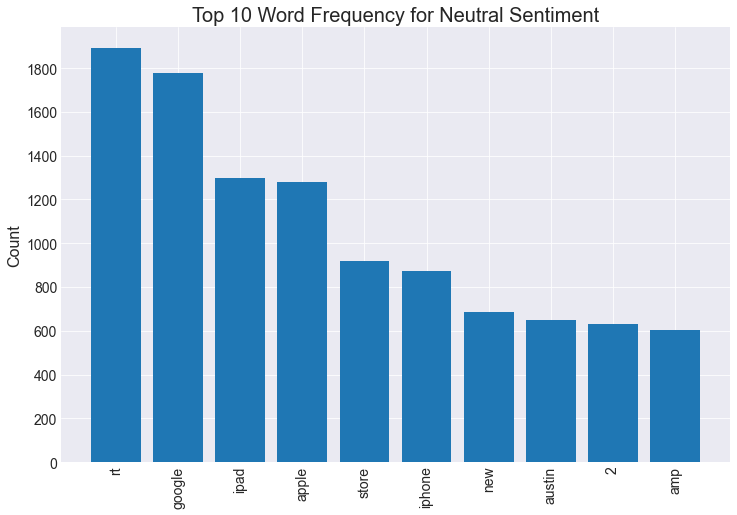 Top 10 Word Frequency for Neutral Sentiment
Count
1800
1600
1400
1200
1000
800
600
400
200
0
rt
google
ipad
apple
store
iphone
new
austin
2
amp